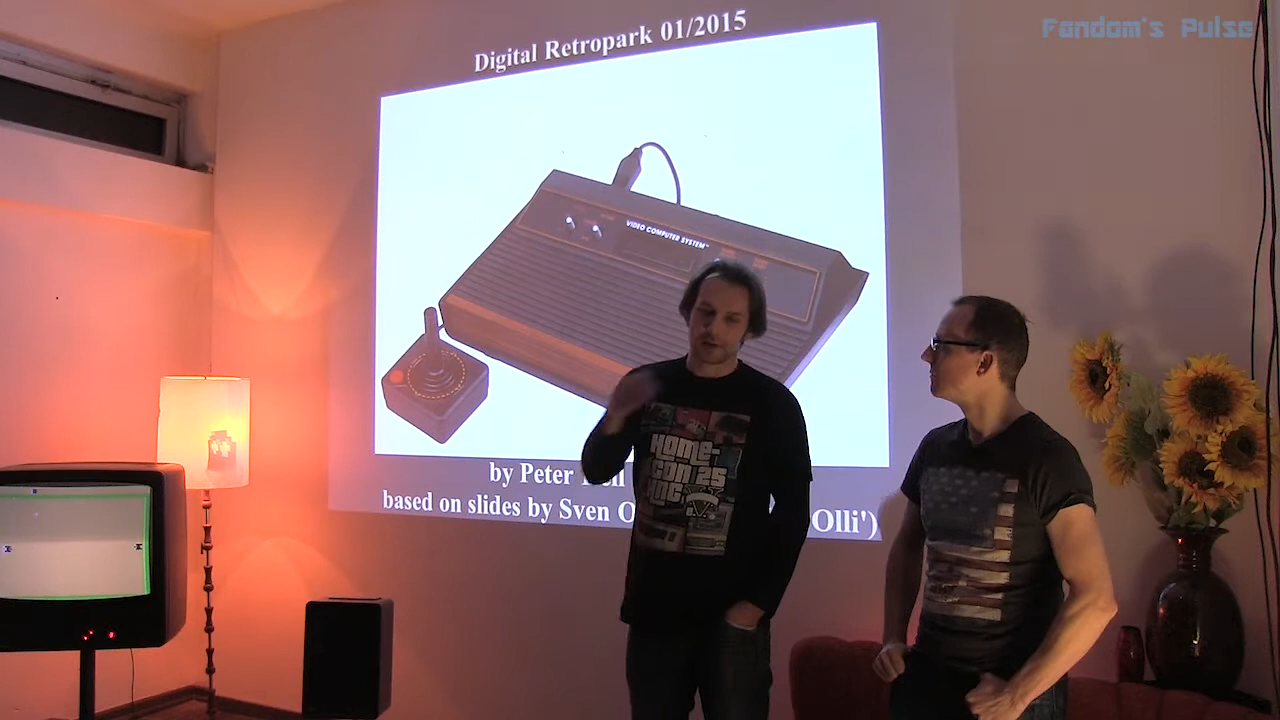 Fandom's Pulse
Digital Retropark 01/2015
VIDEO COMPUTER SYSTEM™
by Peter
based on slides by Sven O
Olli')
HOME-
CON 25
V